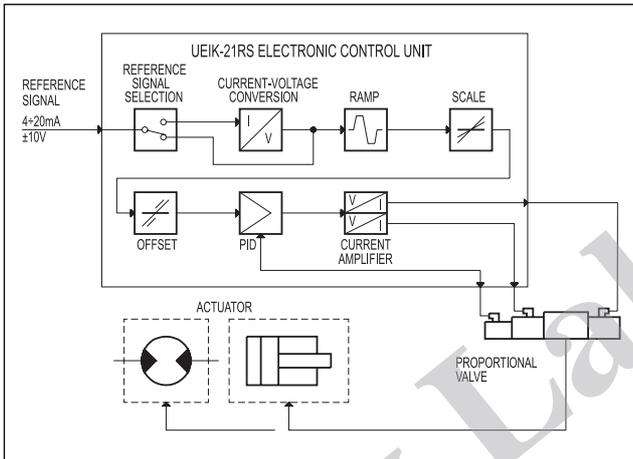 UEIK-21RS ELECTRONIC CONTROL UNIT
REFERENCE
SIGNAL
4÷20mA
±10V
REFERENCE
SIGNAL
SELECTION
CURRENT-VOLTAGE
CONVERSION
I
V
RAMP
SCALE
OFFSET
PID
V
I
V
I
CURRENT
AMPLIFIER
ACTUATOR
PROPORTIONAL
VALVE